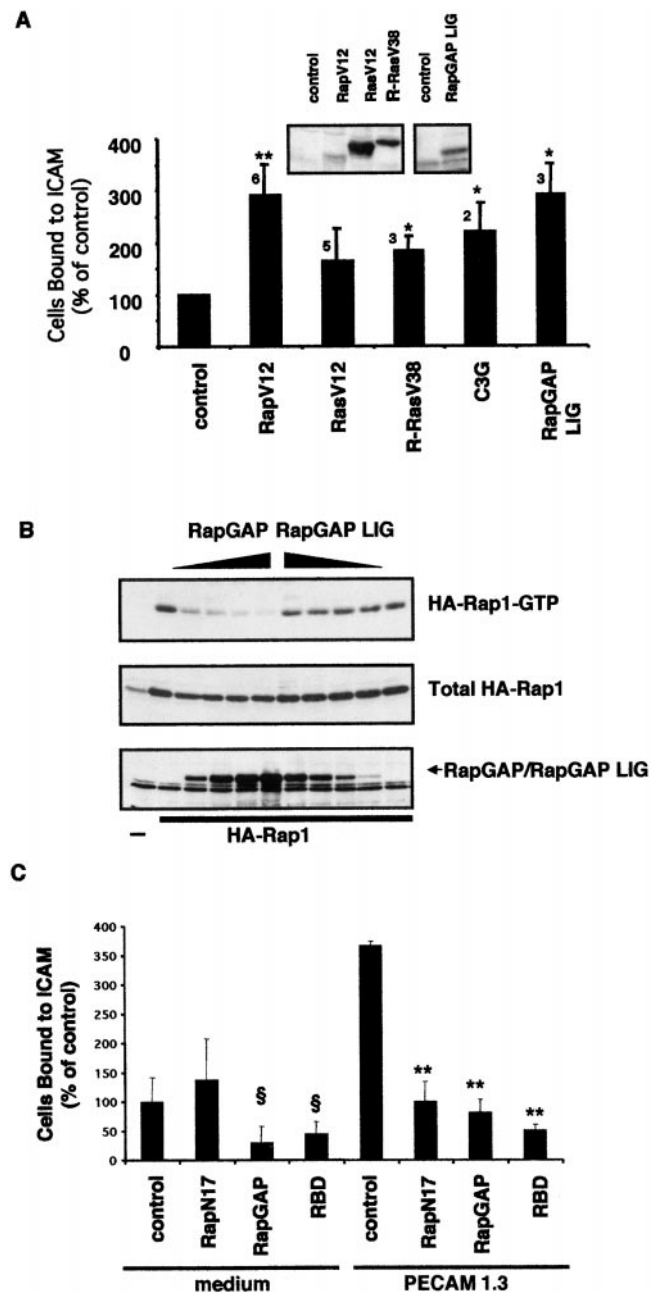 A
control
RapV12
RasV12
R-RasV38
control
RapGAP LIG
Cells Bound to ICAM
(% of control)
400
300
200
100
0
**
6
5
*
3
*
2
*
3
control
RapV12
RasV12
R-RasV38
C3G
RapGAP
LIG
B
RapGAP RapGAP LIG
HA-Rap1-GTP
Total HA-Rap1
RapGAP/RapGAP LIG
–
HA-Rap1
C
Cells Bound to ICAM
(% of control)
400
350
300
250
200
150
100
50
0
§
§
**
**
**
control
RapN17
RapGAP
RBD
control
RapN17
RapGAP
RBD
medium
PECAM 1.3